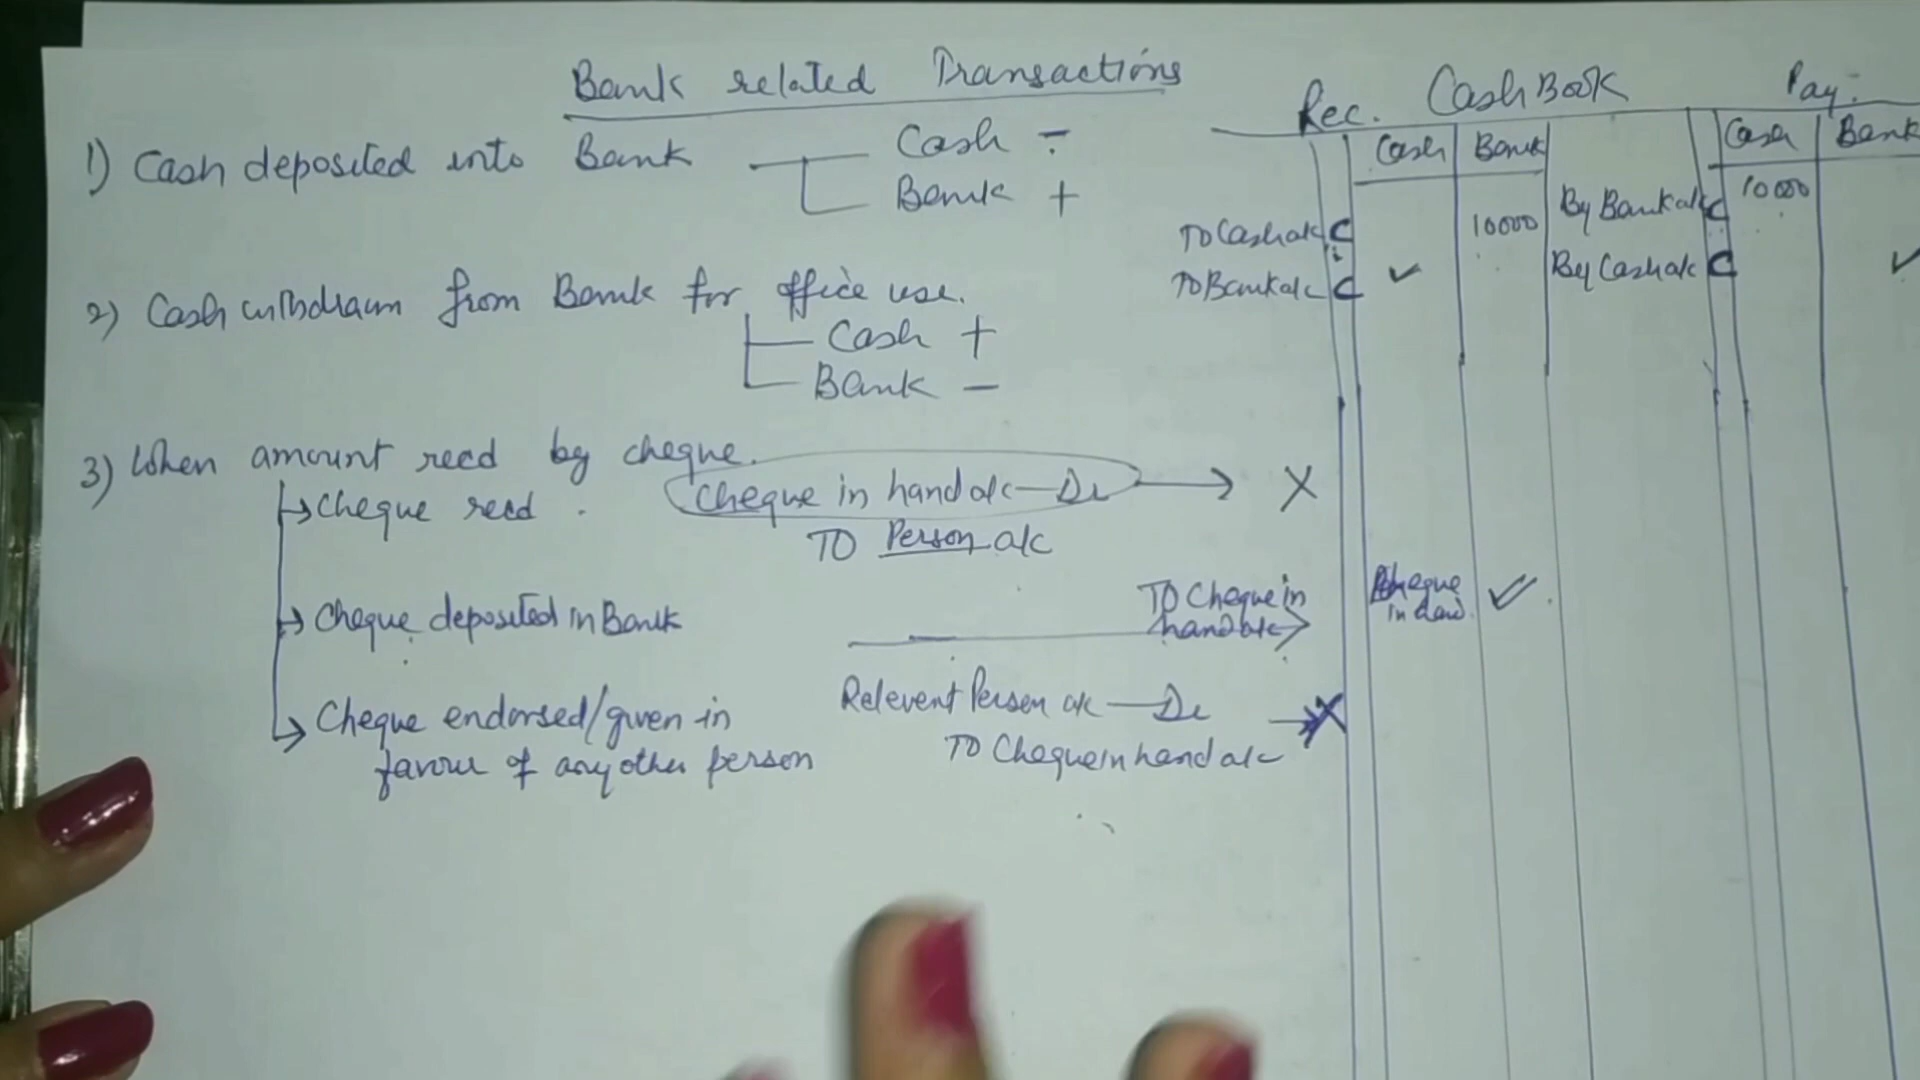 Bank related Transactions
1) Cash deposited into Bank
Cash -
Bank +
2) Cash withdrawn from Bank for office use.
Cash +
Bank -
3) When amount recd by cheque.
Cheque recd.
Cheque in hand a/c — Dr
TO Person a/c
Cheque deposited in Bank
TO Cheque in
hand a/c
Cheque endorsed/given in
favour of any other person
Relevent Person a/c — Dr
TO Cheque in hand a/c
X
X
Rec. Cash Book Pay.
Cash Bank Cash Bank
By Bank a/c C 10000
TO Cash a/c C 10000
By Cash a/c C ✓
TO Bank a/c C ✓
Cheque ✓